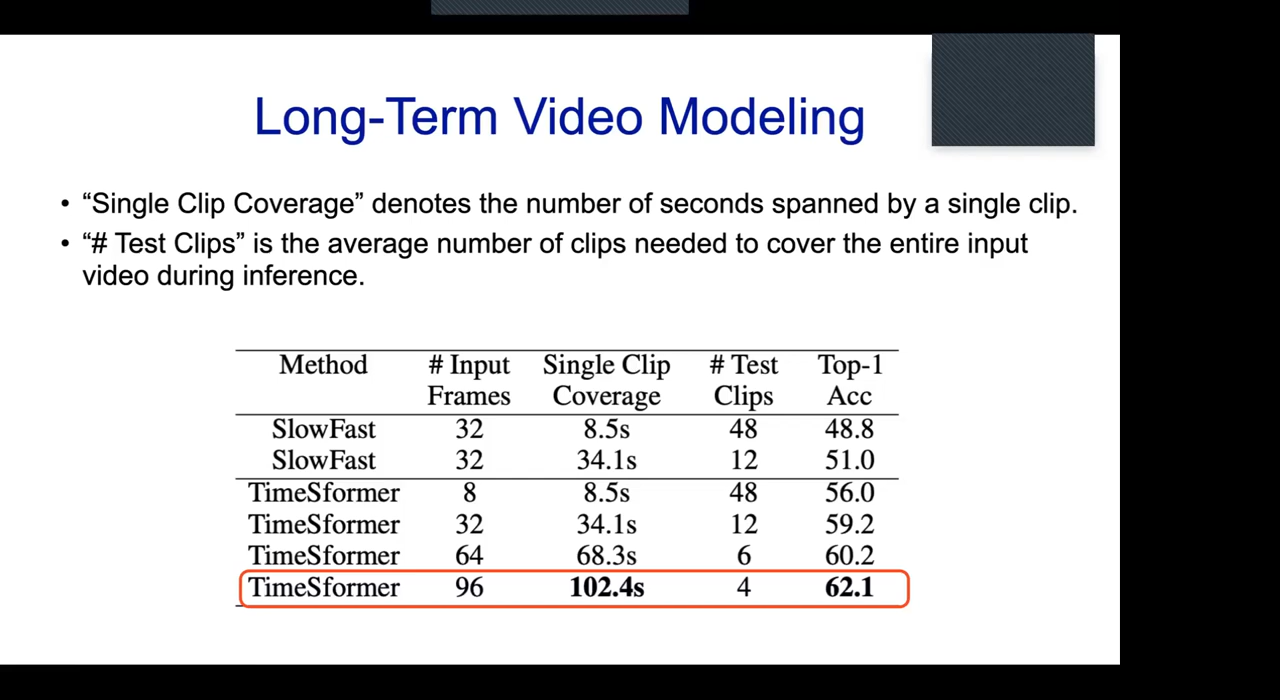 Long-Term Video Modeling
• “Single Clip Coverage” denotes the number of seconds spanned by a single clip.
• “# Test Clips” is the average number of clips needed to cover the entire input
video during inference.
Method # Input Frames Single Clip Coverage # Test Clips Top-1 Acc
SlowFast 32 8.5s 48 48.8
SlowFast 32 34.1s 12 51.0
TimeSformer 8 8.5s 48 56.0
TimeSformer 32 34.1s 12 59.2
TimeSformer 64 68.3s 6 60.2
TimeSformer 96 102.4s 4 62.1